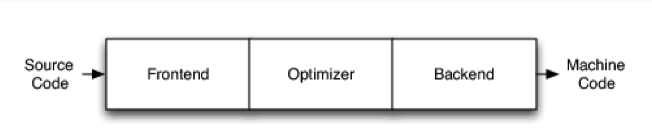 Source
Code
Frontend
Optimizer
Backend
Machine
Code